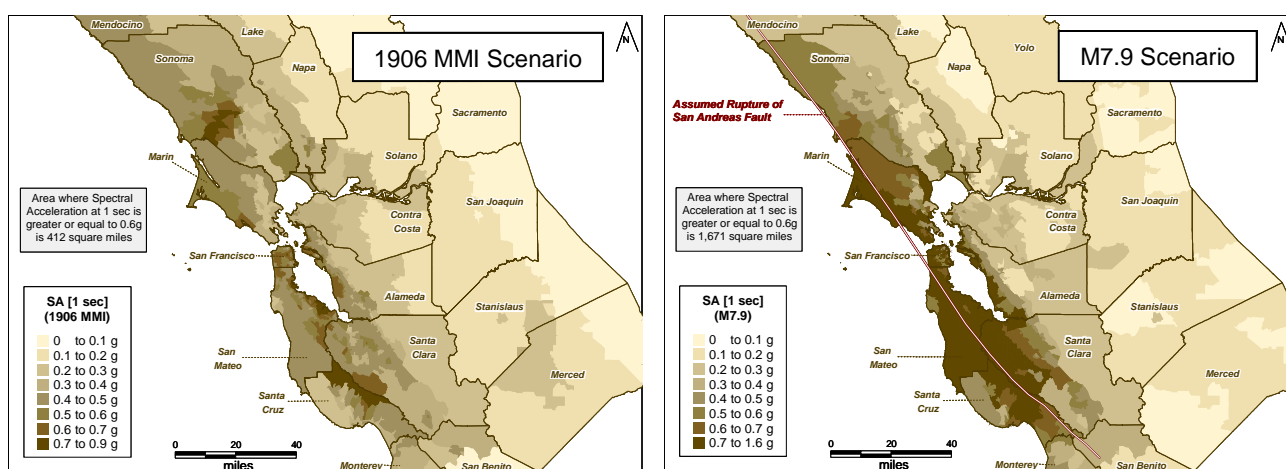 1906 MMI Scenario
N
Mendocino
Lake
Sonoma
Napa
Sacramento
Marin
Solano
Area where Spectral
Acceleration at 1 sec is
greater or equal to 0.6g
is 412 square miles
San Joaquin
Contra
Costa
San Francisco
Alameda
Stanislaus
SA [1 sec]
(1906 MMI)
0 to 0.1 g
0.1 to 0.2 g
0.2 to 0.3 g
0.3 to 0.4 g
0.4 to 0.5 g
0.5 to 0.6 g
0.6 to 0.7 g
0.7 to 0.9 g
Santa
Clara
San
Mateo
Merced
Santa
Cruz
0 20 40
miles
Monterey
San Benito
M7.9 Scenario
N
Mendocino
Lake
Yolo
Sonoma
Napa
Assumed Rupture of
San Andreas Fault
Sacramento
Marin
Solano
Area where Spectral
Acceleration at 1 sec is
greater or equal to 0.6g
is 1,671 square miles
San Joaquin
Contra
Costa
San Francisco
Alameda
Stanislaus
SA [1 sec]
(M7.9)
0 to 0.1 g
0.1 to 0.2 g
0.2 to 0.3 g
0.3 to 0.4 g
0.4 to 0.5 g
0.5 to 0.6 g
0.6 to 0.7 g
0.7 to 1.6 g
Santa
Clara
San
Mateo
Merced
Santa
Cruz
0 20 40
miles
Monterey
San Benito